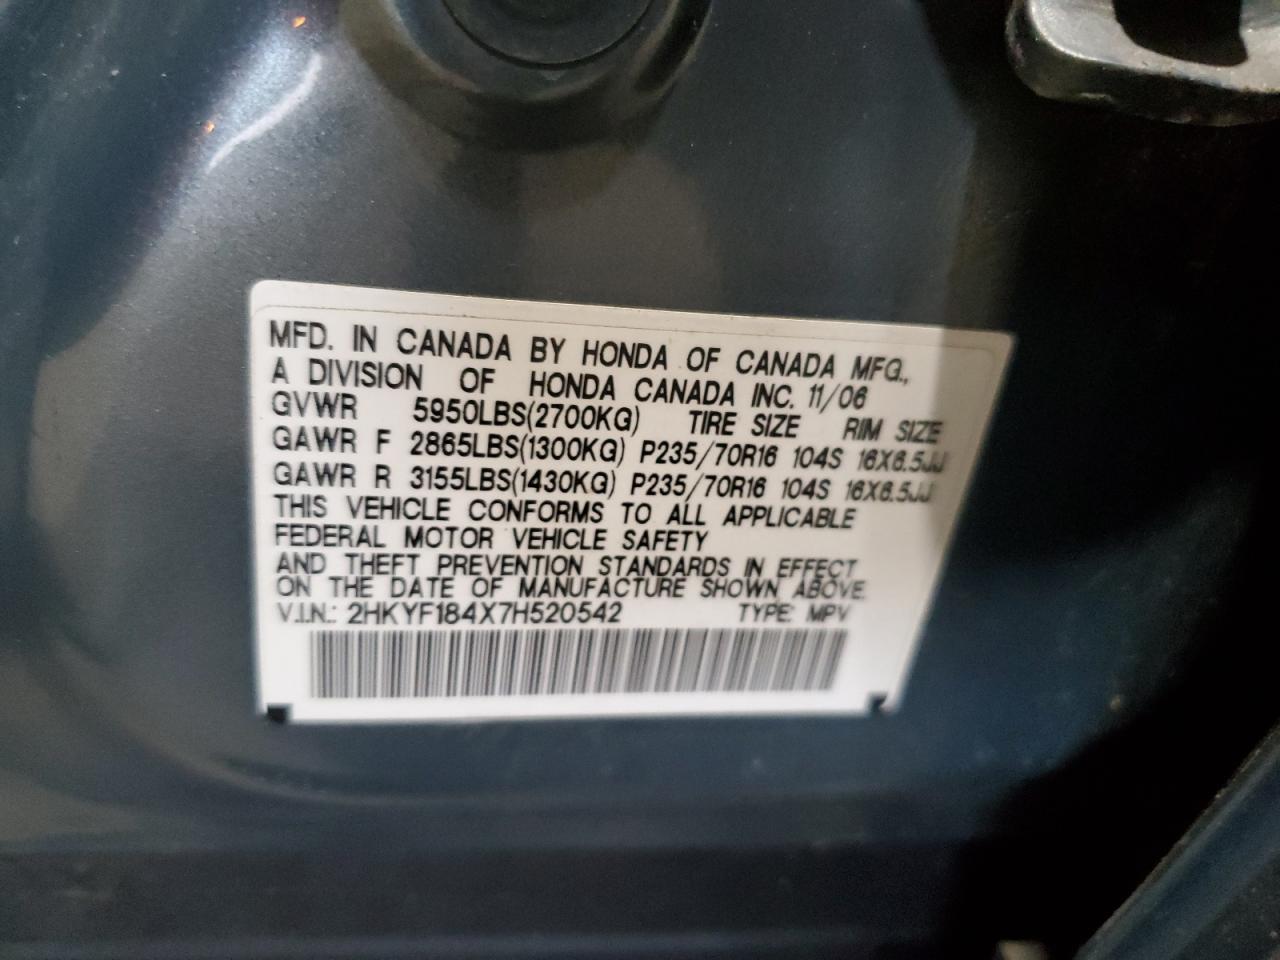 MFD. IN CANADA BY HONDA OF CANADA MFG.,
A DIVISION OF HONDA CANADA INC. 11/06
GVWR 5950LBS(2700KG) TIRE SIZE RIM SIZE
GAWR F 2865LBS(1300KG) P235/70R16 104S 16X6.5JJ
GAWR R 3155LBS(1430KG) P235/70R16 104S 16X6.5JJ
THIS VEHICLE CONFORMS TO ALL APPLICABLE
FEDERAL MOTOR VEHICLE SAFETY
AND THEFT PREVENTION STANDARDS IN EFFECT
ON THE DATE OF MANUFACTURE SHOWN ABOVE.
V.I.N.: 2HKYF184X7H520542 TYPE: MPV